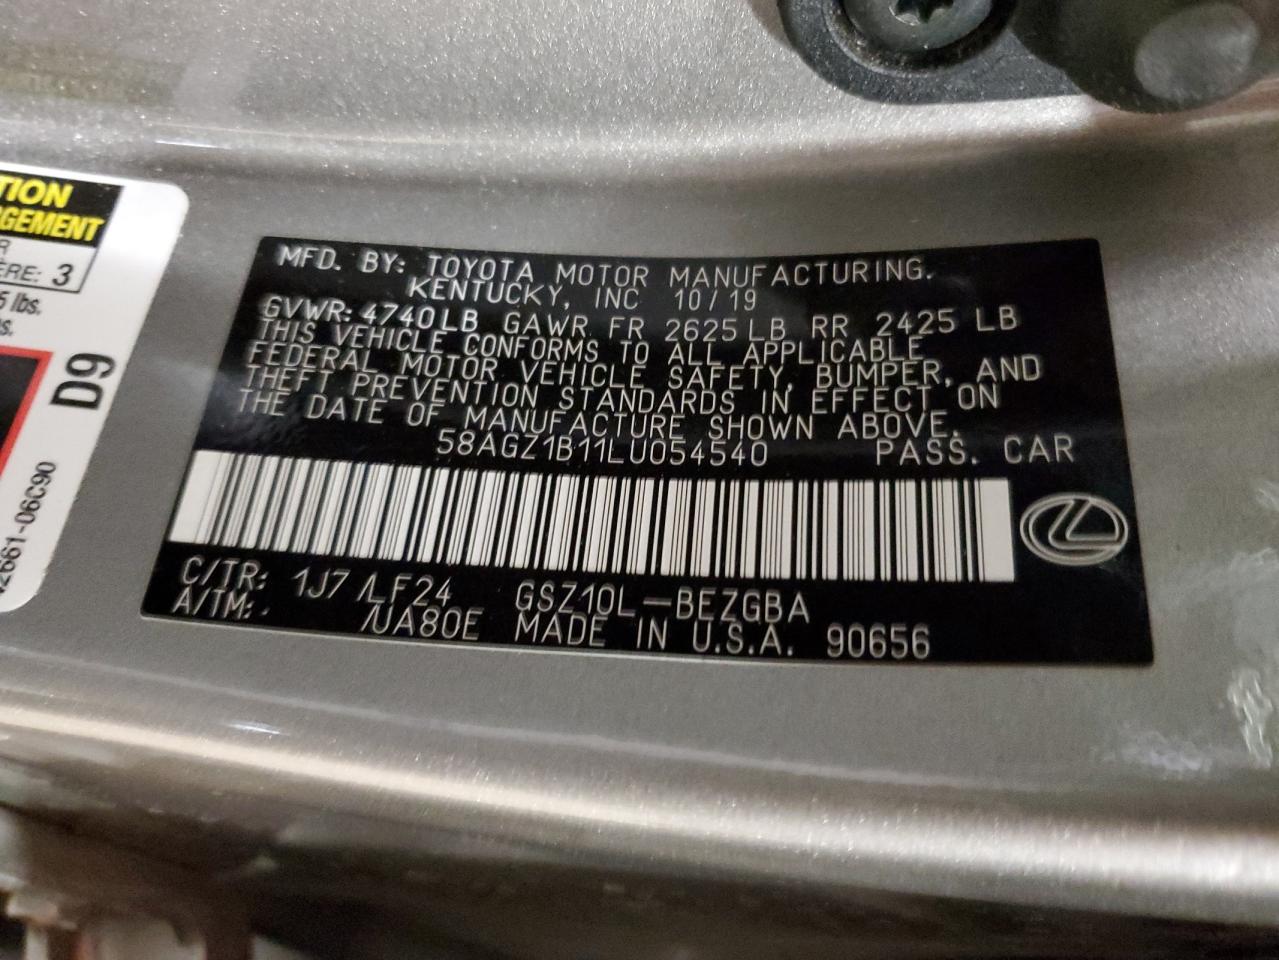 TION
GEMENT
R
ÈRE: 3
5 lbs.
s.
D9
2661-06C90
MFD. BY: TOYOTA MOTOR MANUFACTURING.
KENTUCKY, INC 10/19
GVWR: 4740LB GAWR FR 2625 LB RR 2425 LB
THIS VEHICLE CONFORMS TO ALL APPLICABLE
FEDERAL MOTOR VEHICLE SAFETY, BUMPER, AND
THEFT PREVENTION STANDARDS IN EFFECT ON
THE DATE OF MANUFACTURE SHOWN ABOVE.
58AGZ1B11LU054540 PASS. CAR
C/TR: 1J7 /LF24 GSZ10L-BEZGBA
A/TM: /UA80E MADE IN U.S.A. 90656